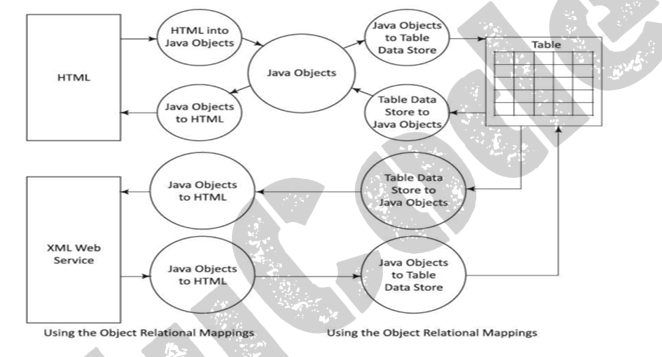 HTML
HTML into
Java Objects
Java Objects
to HTML
Java Objects
Java Objects
to Table
Data Store
Table Data
Store to
Java Objects
Table
XML Web
Service
Java Objects
to HTML
Java Objects
to HTML
Table Data
Store to
Java Objects
Java Objects
to Table
Data Store
Using the Object Relational Mappings
Using the Object Relational Mappings